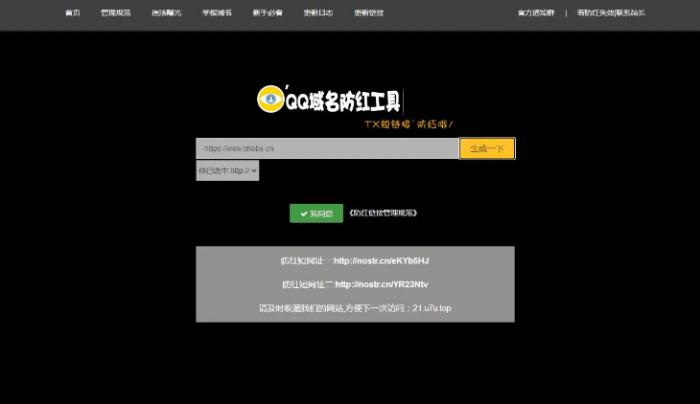 首页 管理规范 违法曝光 举报域名 新手必看 更新日志 更新链接 官方通知群 | 若防红失效|联系站长
QQ域名防红工具
TX短链接`防红啦!
https://www.cnobs.cn 生成一下
你已选中:http://
✔ 我同意 《防红链接管理规范》
防红短网址一:http://nostr.cn/eKYb6HJ
防红短网址二:http://nostr.cn/YR23Ntv
请及时收藏我们的网站,方便下一次访问：21.u7u.top